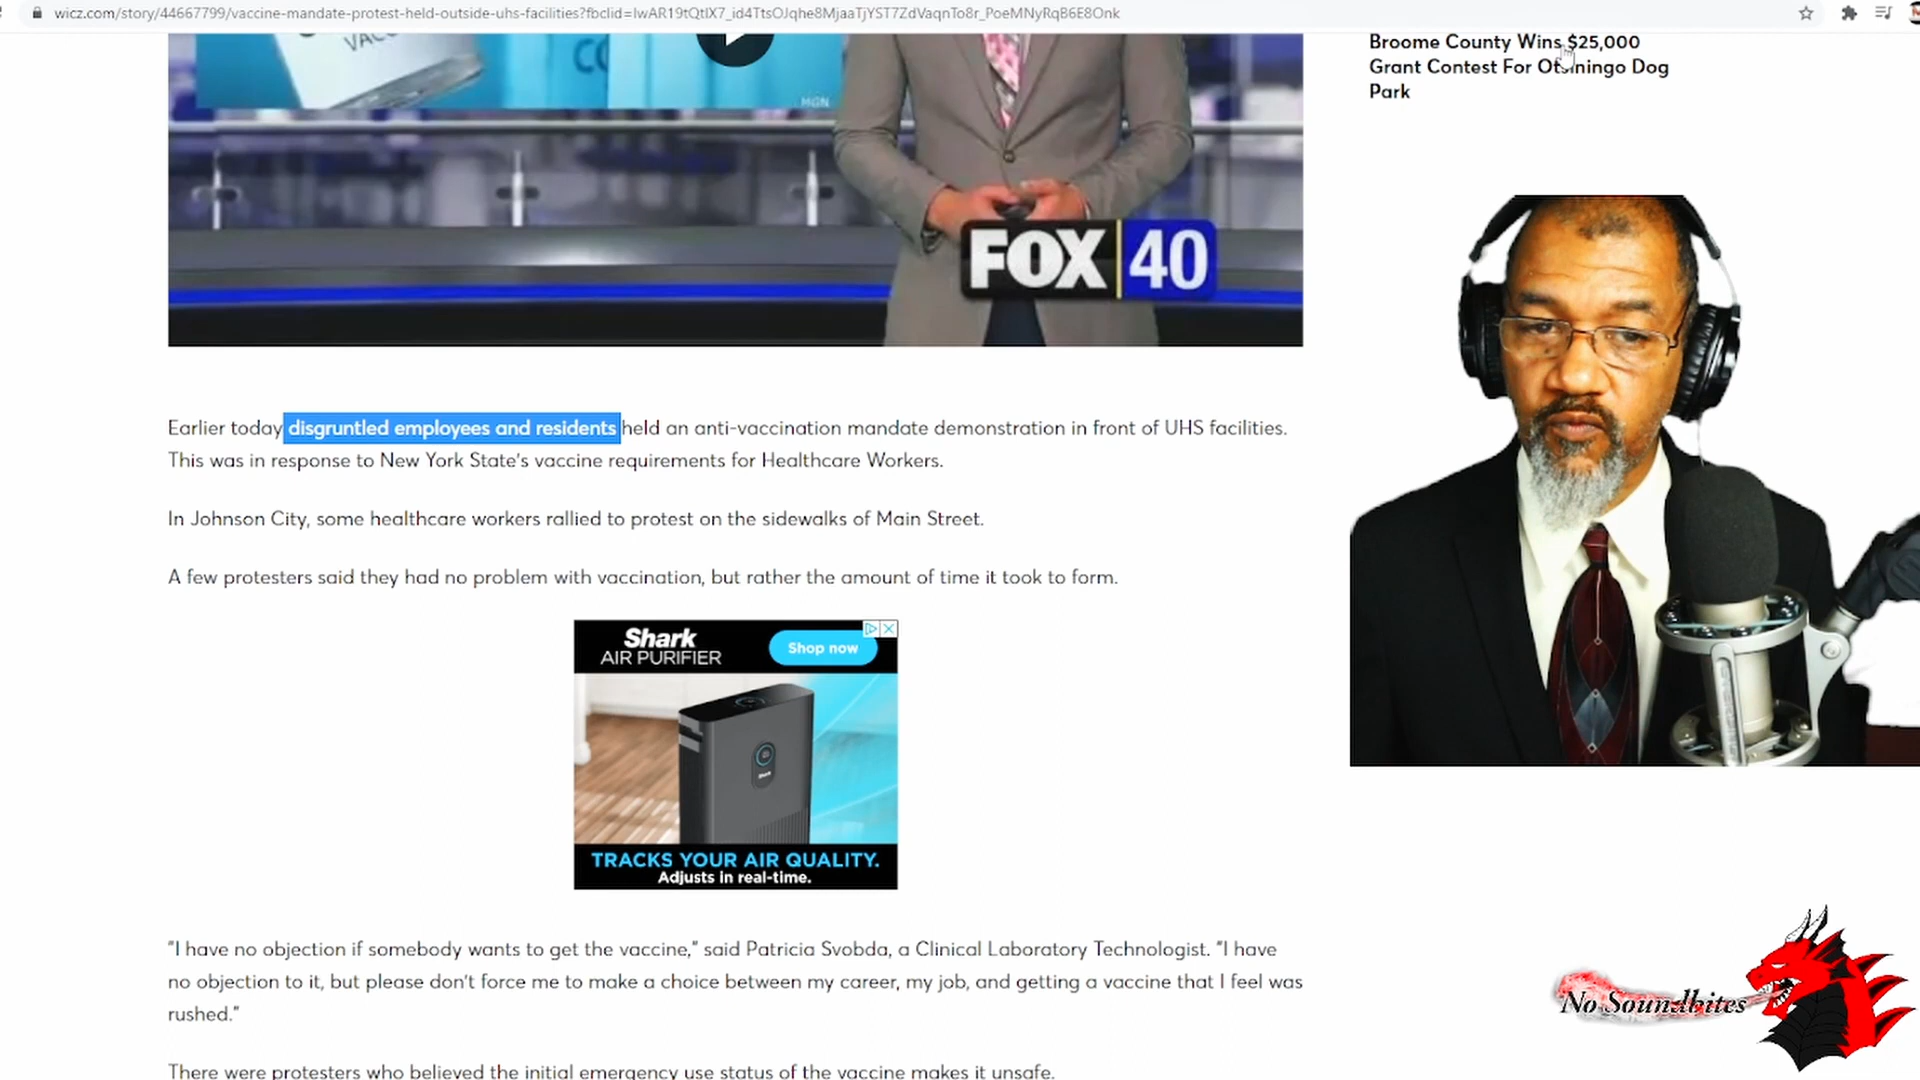 wicz.com/story/44667799/vaccine-mandate-protest-held-outside-uhs-facilities?fbclid=IwAR19tQtIX7_id4TtsOJqhe8MjaaTjYST7ZdVaqnTo8r_PoeMNyRqB6E8Onk
Broome County Wins $25,000
Grant Contest For Otsiningo Dog
Park
VACC
CO
MGN
FOX 40
Earlier today disgruntled employees and residents held an anti-vaccination mandate demonstration in front of UHS facilities.
This was in response to New York State's vaccine requirements for Healthcare Workers.
In Johnson City, some healthcare workers rallied to protest on the sidewalks of Main Street.
A few protesters said they had no problem with vaccination, but rather the amount of time it took to form.
Shark
AIR PURIFIER
Shop now
Shark
TRACKS YOUR AIR QUALITY.
Adjusts in real-time.
"I have no objection if somebody wants to get the vaccine," said Patricia Svobda, a Clinical Laboratory Technologist. "I have
no objection to it, but please don't force me to make a choice between my career, my job, and getting a vaccine that I feel was
rushed."
No Soundbites
There were protesters who believed the initial emergency use status of the vaccine makes it unsafe.